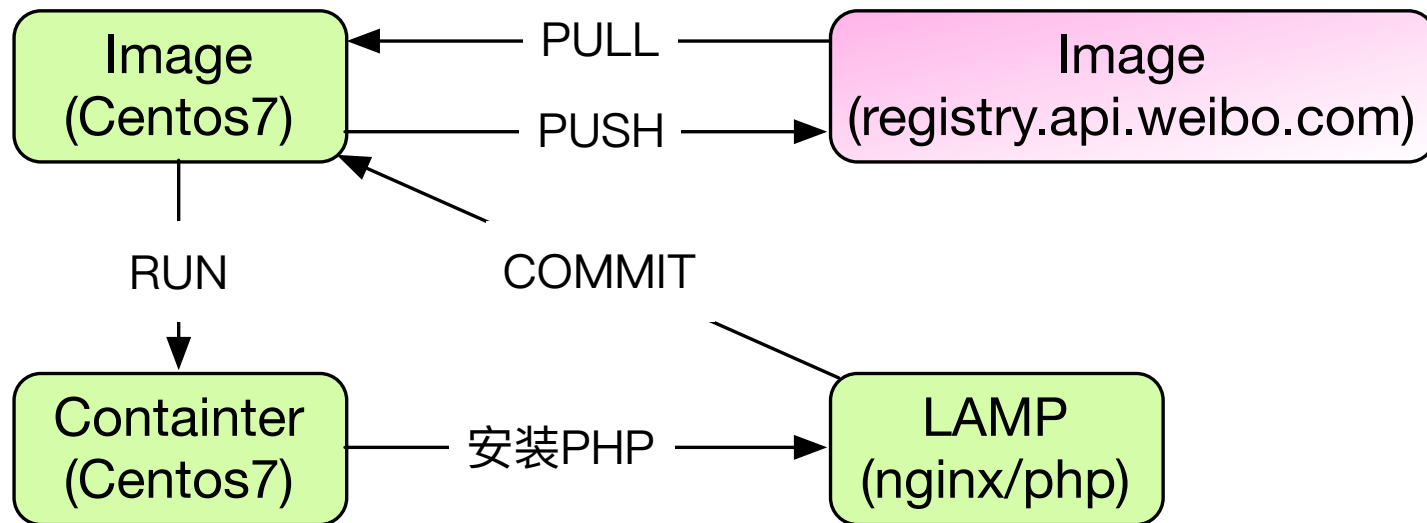 Image
(Centos7)
PULL
PUSH
Image
(registry.api.weibo.com)
RUN
COMMIT
Containter
(Centos7)
安装PHP
LAMP
(nginx/php)